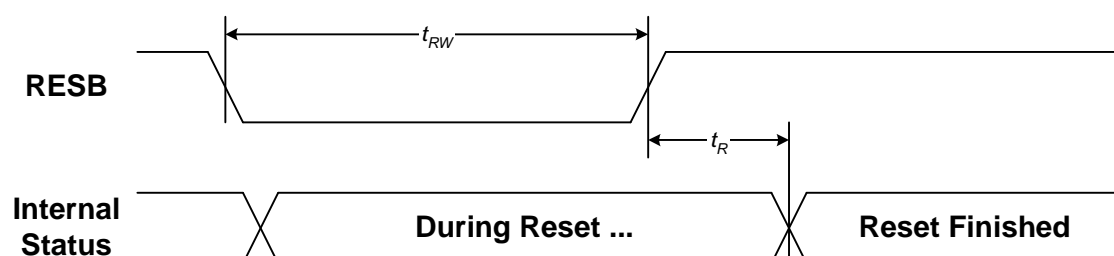 t_RW
RESB
t_R
Internal
Status
During Reset ...
Reset Finished